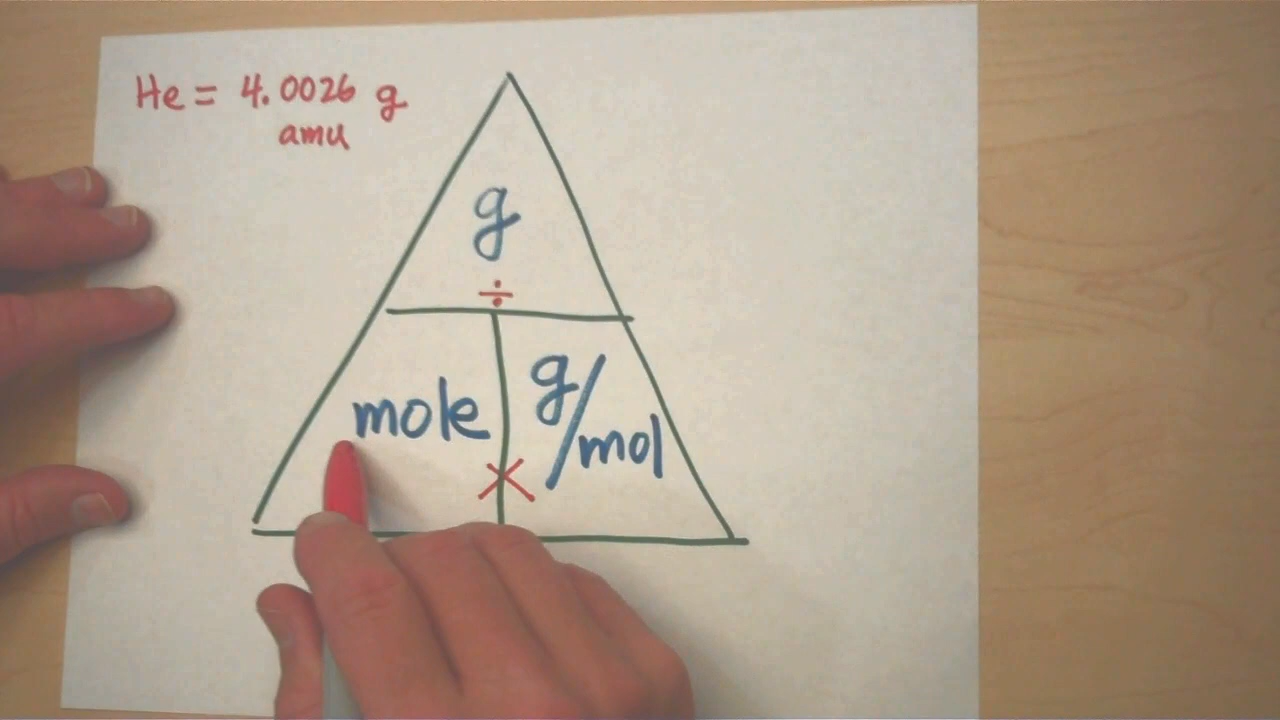 He = 4.0026 g
amu
g
÷
mole g/mol
×